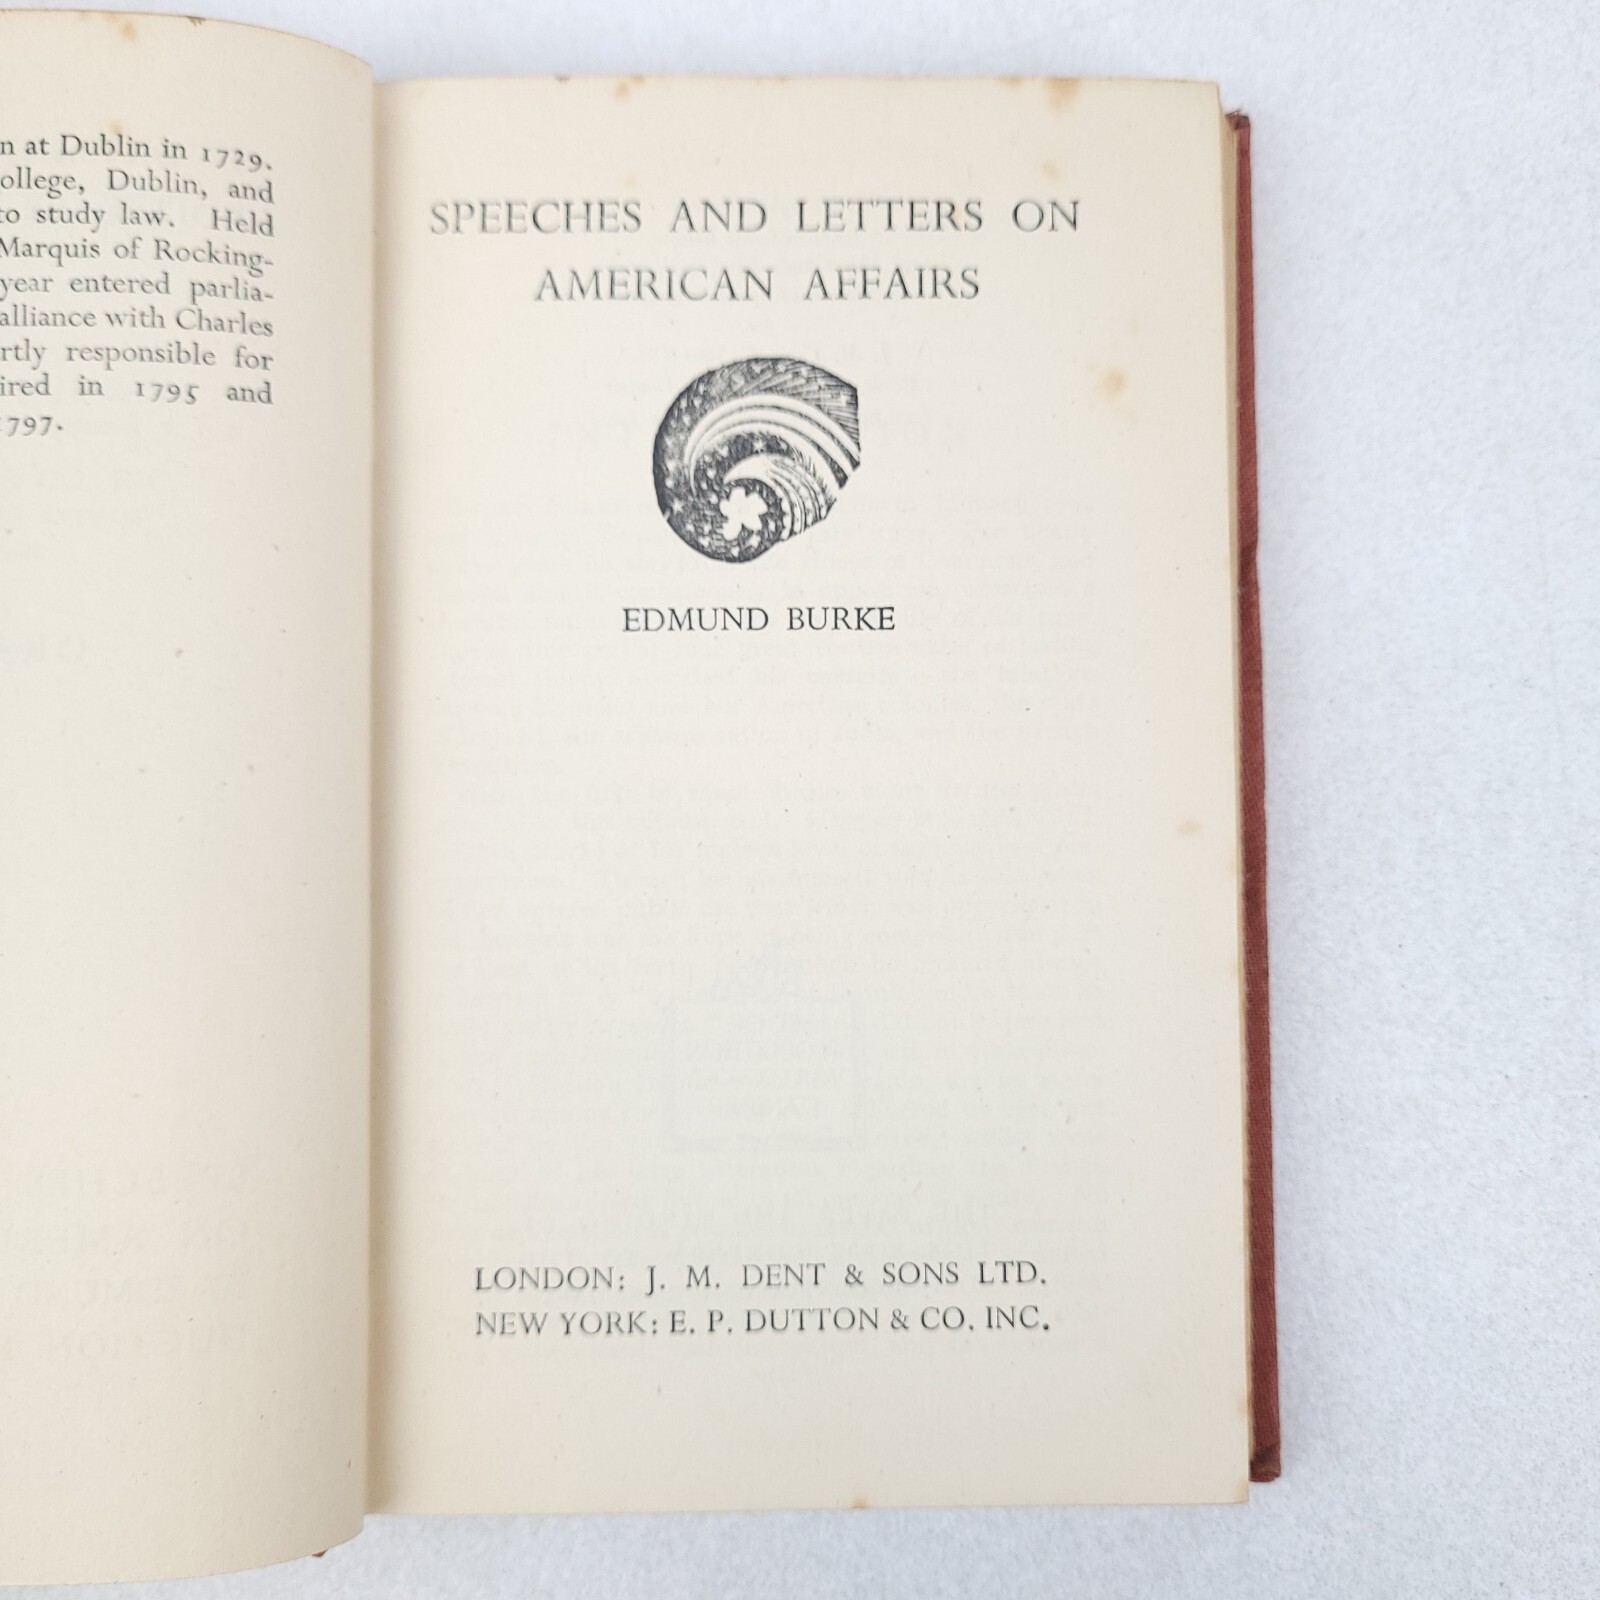 n at Dublin in 1729.
ollege, Dublin, and
to study law. Held
Marquis of Rocking-
year entered parlia-
alliance with Charles
rtly responsible for
ired in 1795 and
1797.
SPEECHES AND LETTERS ON
AMERICAN AFFAIRS
EDMUND BURKE
LONDON: J. M. DENT & SONS LTD.
NEW YORK: E. P. DUTTON & CO. INC.